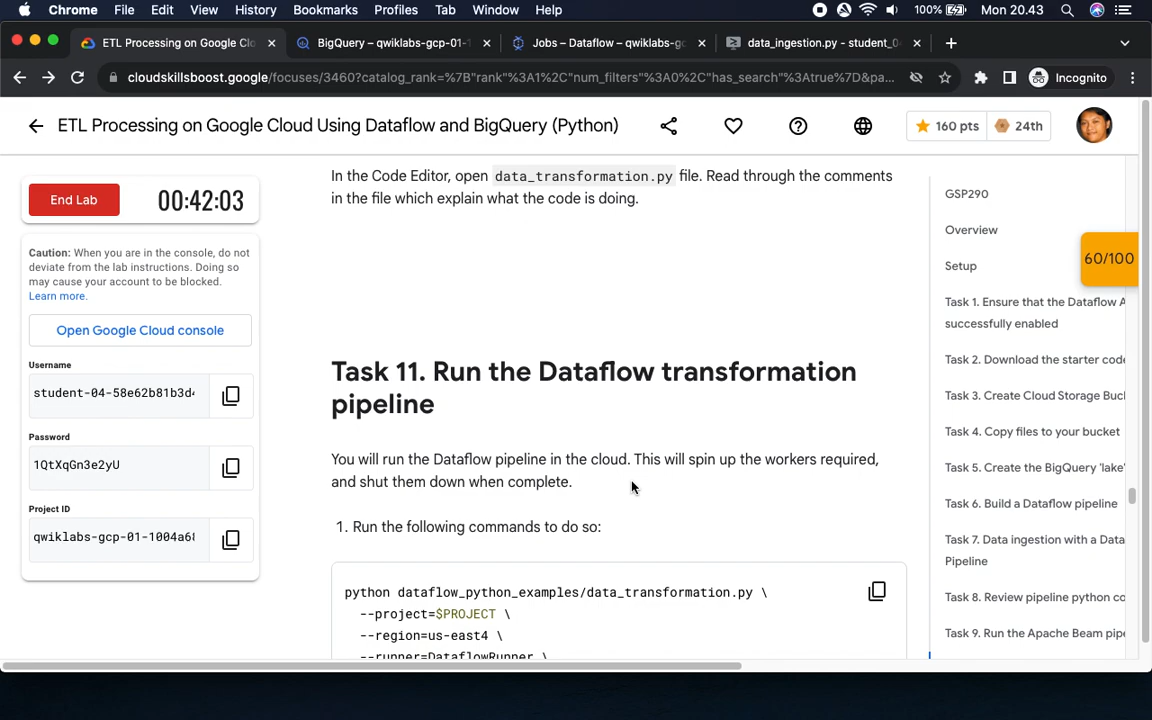 Chrome File Edit View History Bookmarks Profiles Tab Window Help 100% Mon 20.43
ETL Processing on Google Clo BigQuery – qwiklabs-gcp-01-1 Jobs – Dataflow – qwiklabs-gc data_ingestion.py - student_04
cloudskillsboost.google/focuses/3460?catalog_rank=%7B"rank"%3A1%2C"num_filters"%3A0%2C"has_search"%3Atrue%7D&pa... Incognito
ETL Processing on Google Cloud Using Dataflow and BigQuery (Python) 160 pts 24th
End Lab 00:42:03
Caution: When you are in the console, do not
deviate from the lab instructions. Doing so
may cause your account to be blocked.
Learn more.
Open Google Cloud console
Username
student-04-58e62b81b3d
Password
1QtXqGn3e2yU
Project ID
qwiklabs-gcp-01-1004a6
In the Code Editor, open data_transformation.py file. Read through the comments
in the file which explain what the code is doing.
Task 11. Run the Dataflow transformation
pipeline
You will run the Dataflow pipeline in the cloud. This will spin up the workers required,
and shut them down when complete.
1. Run the following commands to do so:
python dataflow_python_examples/data_transformation.py \
--project=$PROJECT \
--region=us-east4 \
--runner=DataflowRunner \
GSP290
Overview
Setup
60/100
Task 1. Ensure that the Dataflow A
successfully enabled
Task 2. Download the starter code
Task 3. Create Cloud Storage Buc
Task 4. Copy files to your bucket
Task 5. Create the BigQuery 'lake'
Task 6. Build a Dataflow pipeline
Task 7. Data ingestion with a Data
Pipeline
Task 8. Review pipeline python co
Task 9. Run the Apache Beam pipe